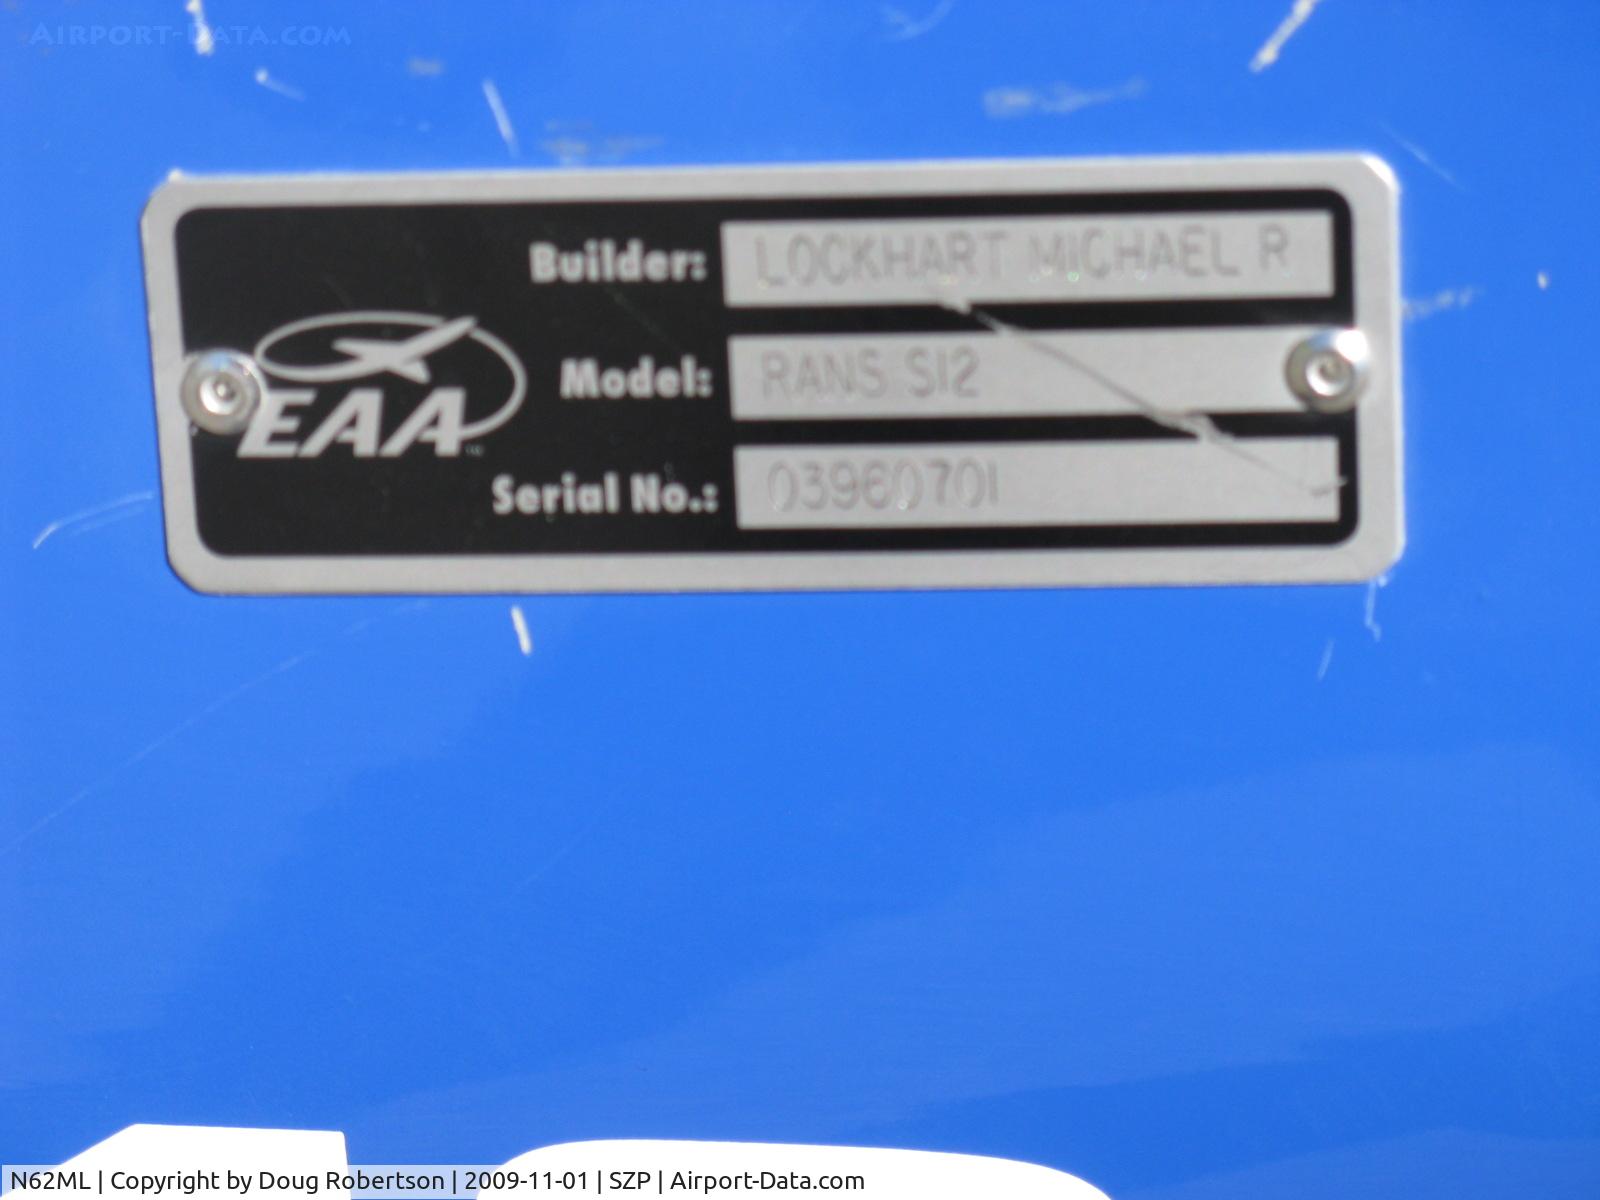 AIRPORT-DATA.COM
Builder: LOCKHART MICHAEL R
EAA
Model: RANS S12
Serial No.: 03960701
N62ML | Copyright by Doug Robertson | 2009-11-01 | SZP | Airport-Data.com